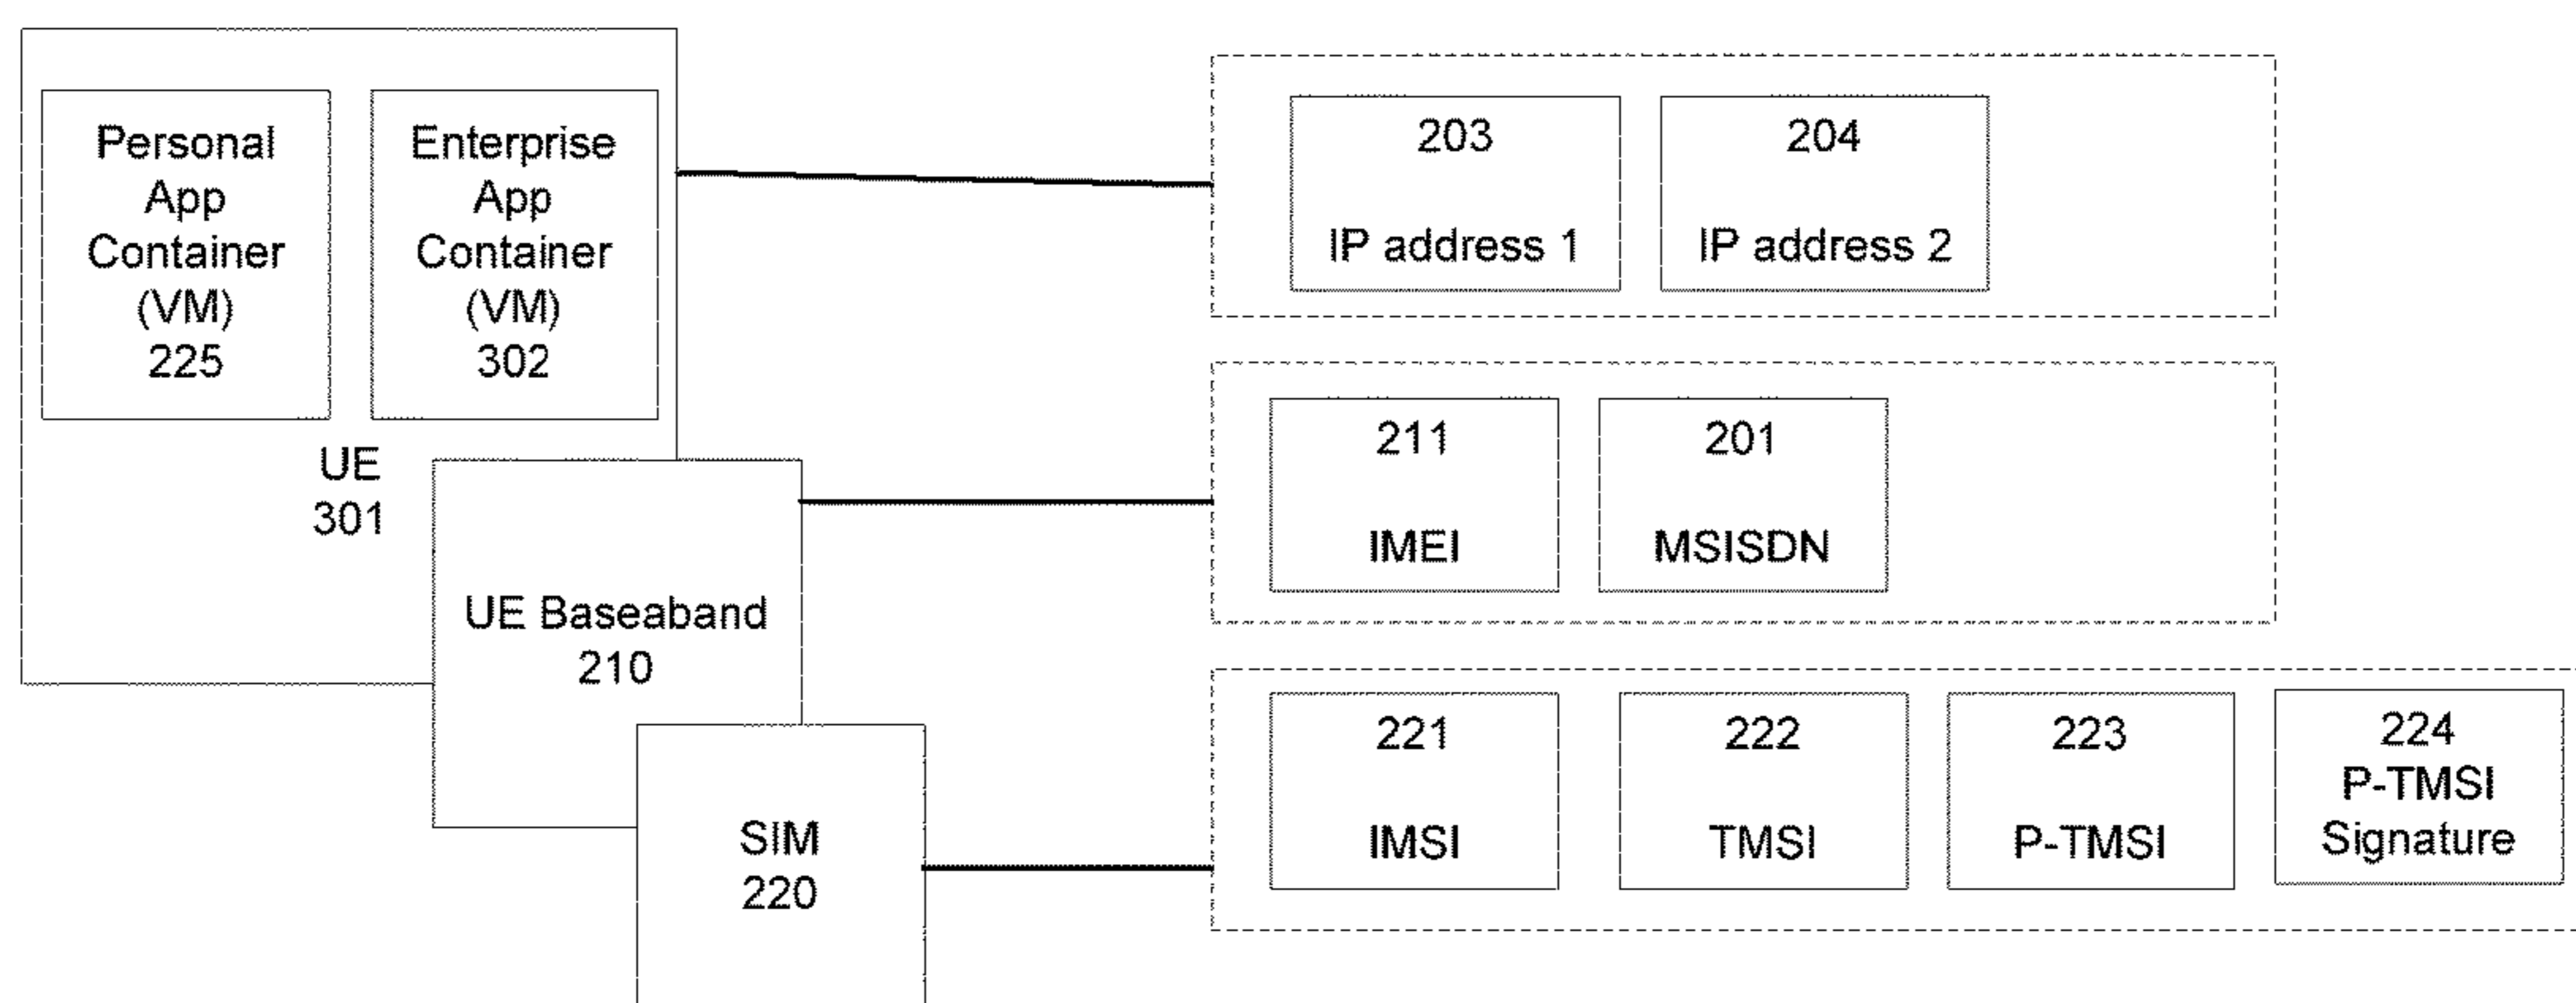 Personal
App
Container
(VM)
225
Enterprise
App
Container
(VM)
302
UE
301
UE Baseaband
210
SIM
220
203
IP address 1
204
IP address 2
211
IMEI
201
MSISDN
221
IMSI
222
TMSI
223
P-TMSI
224
P-TMSI
Signature